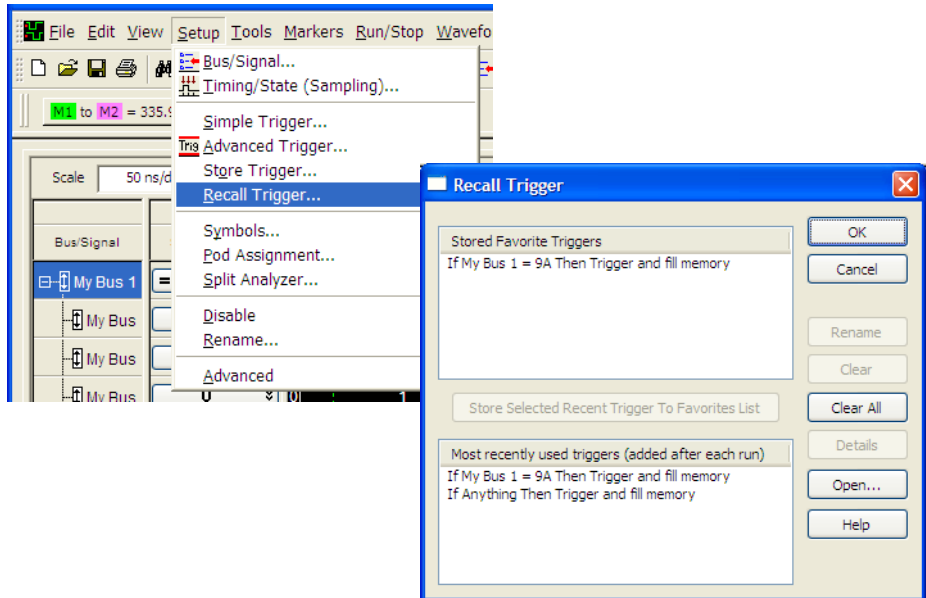 File Edit View Setup Tools Markers Run/Stop Wavefo
Bus/Signal...
Timing/State (Sampling)...
M1 to M2 = 335.9
Simple Trigger...
Trig Advanced Trigger...
Store Trigger...
Recall Trigger...
Scale 50 ns/d
Symbols...
Pod Assignment...
Split Analyzer...
Disable
Rename...
Advanced
Bus/Signal
My Bus 1 =
My Bus
My Bus
My Bus 0 0 1
Recall Trigger
Stored Favorite Triggers
If My Bus 1 = 9A Then Trigger and fill memory
Store Selected Recent Trigger To Favorites List
Most recently used triggers (added after each run)
If My Bus 1 = 9A Then Trigger and fill memory
If Anything Then Trigger and fill memory
OK
Cancel
Rename
Clear
Clear All
Details
Open...
Help